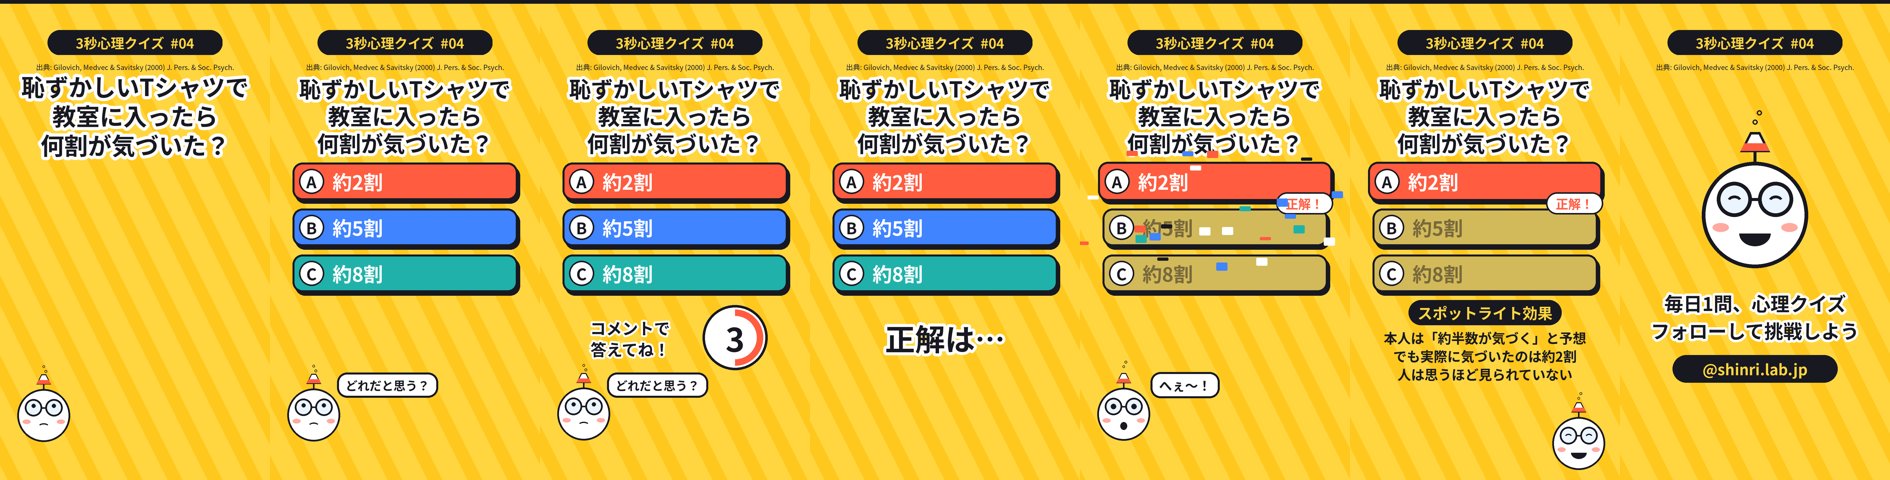 3秒心理クイズ #04
出典: Gilovich, Medvec & Savitsky (2000) J. Pers. & Soc. Psych.
恥ずかしいTシャツで
教室に入ったら
何割が気づいた？
3秒心理クイズ #04
出典: Gilovich, Medvec & Savitsky (2000) J. Pers. & Soc. Psych.
恥ずかしいTシャツで
教室に入ったら
何割が気づいた？
A 約2割
B 約5割
C 約8割
どれだと思う？
3秒心理クイズ #04
出典: Gilovich, Medvec & Savitsky (2000) J. Pers. & Soc. Psych.
恥ずかしいTシャツで
教室に入ったら
何割が気づいた？
A 約2割
B 約5割
C 約8割
コメントで
答えてね！
3
どれだと思う？
3秒心理クイズ #04
出典: Gilovich, Medvec & Savitsky (2000) J. Pers. & Soc. Psych.
恥ずかしいTシャツで
教室に入ったら
何割が気づいた？
A 約2割
B 約5割
C 約8割
正解は…
3秒心理クイズ #04
出典: Gilovich, Medvec & Savitsky (2000) J. Pers. & Soc. Psych.
恥ずかしいTシャツで
教室に入ったら
何割が気づいた？
A 約2割
正解！
B 約5割
C 約8割
へぇ〜！
3秒心理クイズ #04
出典: Gilovich, Medvec & Savitsky (2000) J. Pers. & Soc. Psych.
恥ずかしいTシャツで
教室に入ったら
何割が気づいた？
A 約2割
正解！
B 約5割
C 約8割
スポットライト効果
本人は「約半数が気づく」と予想
でも実際に気づいたのは約2割
人は思うほど見られていない
3秒心理クイズ #04
出典: Gilovich, Medvec & Savitsky (2000) J. Pers. & Soc. Psych.
毎日1問、心理クイズ
フォローして挑戦しよう
@shinri.lab.jp